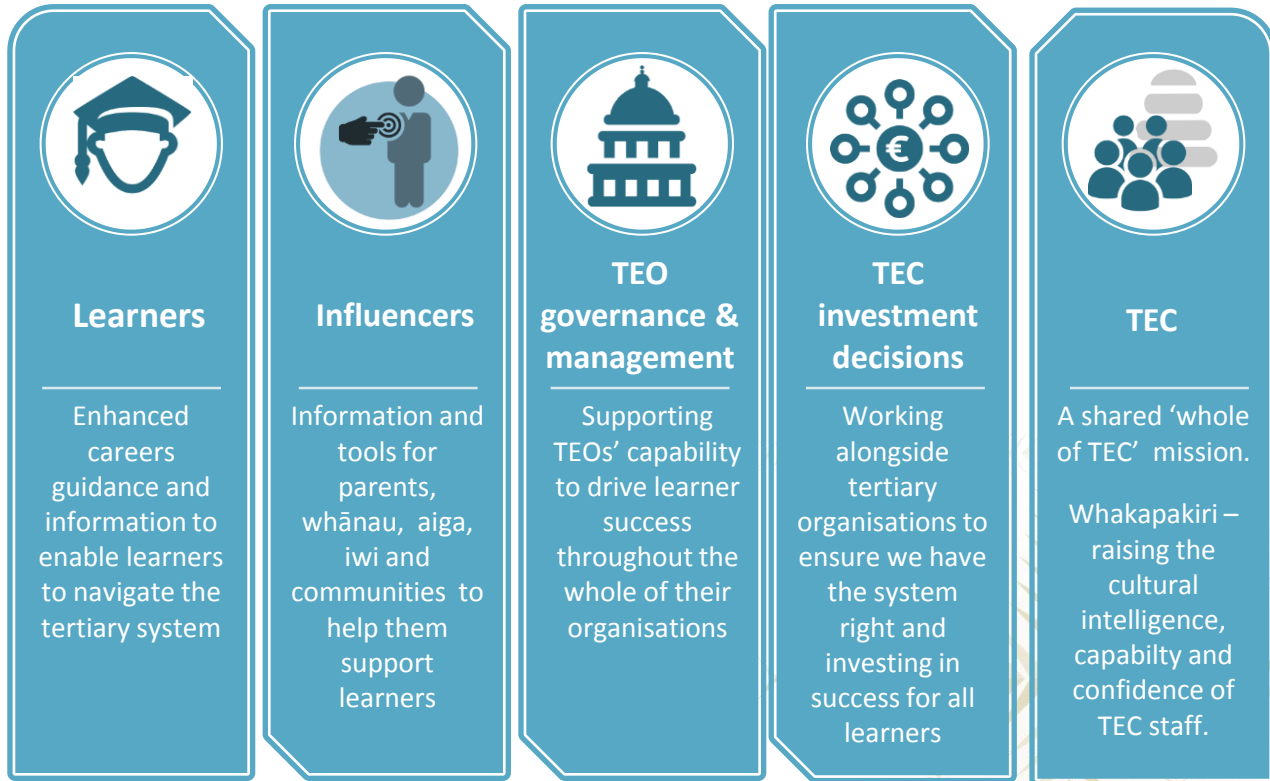 Learners
Enhanced
careers
guidance and
information to
enable learners
to navigate the
tertiary system
Influencers
Information and
tools for
parents,
whānau, aiga,
iwi and
communities to
help them
support
learners
TEO
governance &
management
Supporting
TEOs’ capability
to drive learner
success
throughout the
whole of their
organisations
€
TEC
investment
decisions
Working
alongside
tertiary
organisations to
ensure we have
the system
right and
investing in
success for all
learners
TEC
A shared ‘whole
of TEC’ mission.
Whakapakiri –
raising the
cultural
intelligence,
capabilty and
confidence of
TEC staff.